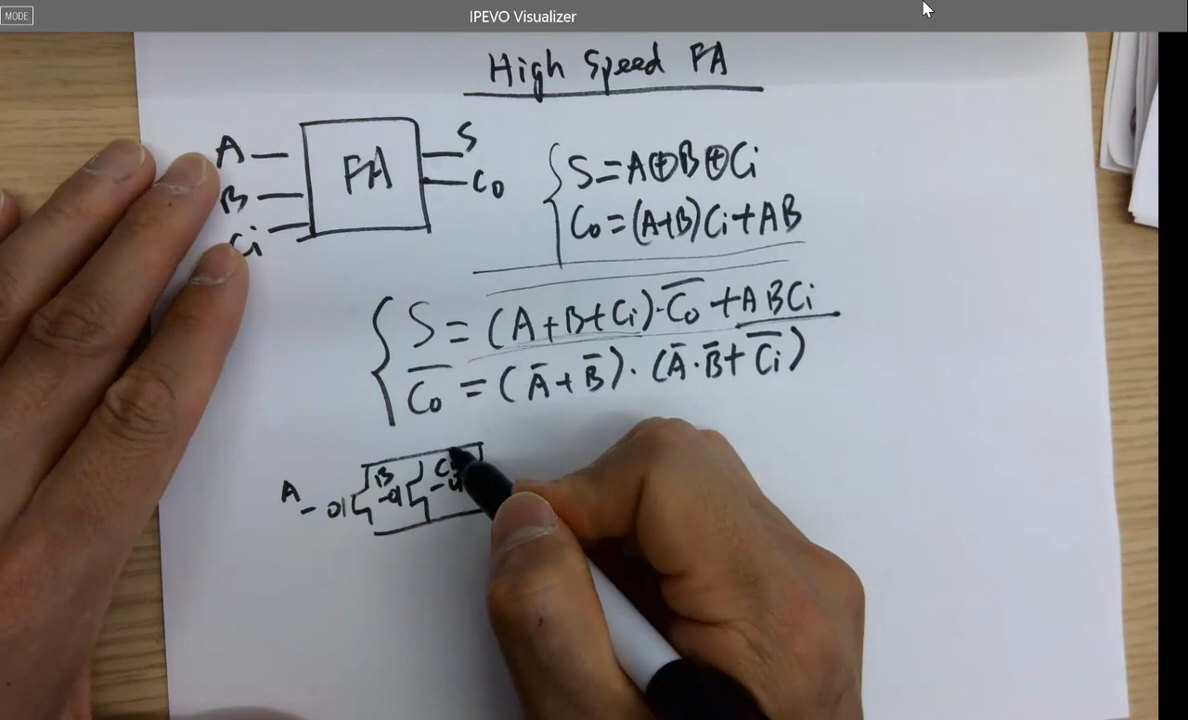 MODE
IPEVO Visualizer
High Speed FA
A
B
Ci
FA
S
Co
S=A⊕B⊕Ci
Co=(A+B)Ci+AB
S=(A+B+Ci)·C̅o̅+ABCi
C̅o̅=(A̅+B̅)·(A̅·B̅+C̅i̅)
A
B
C